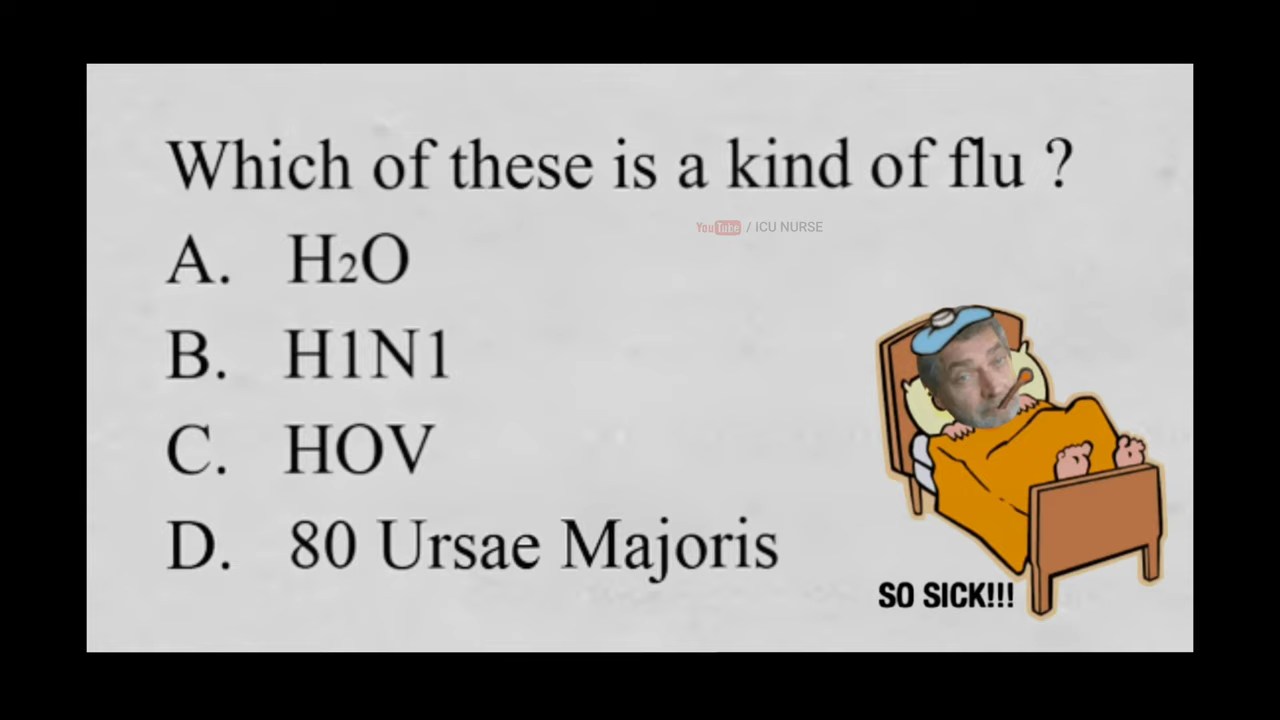 Which of these is a kind of flu ?
YouTube / ICU NURSE
A. H₂O
B. H1N1
C. HOV
D. 80 Ursae Majoris
SO SICK!!!